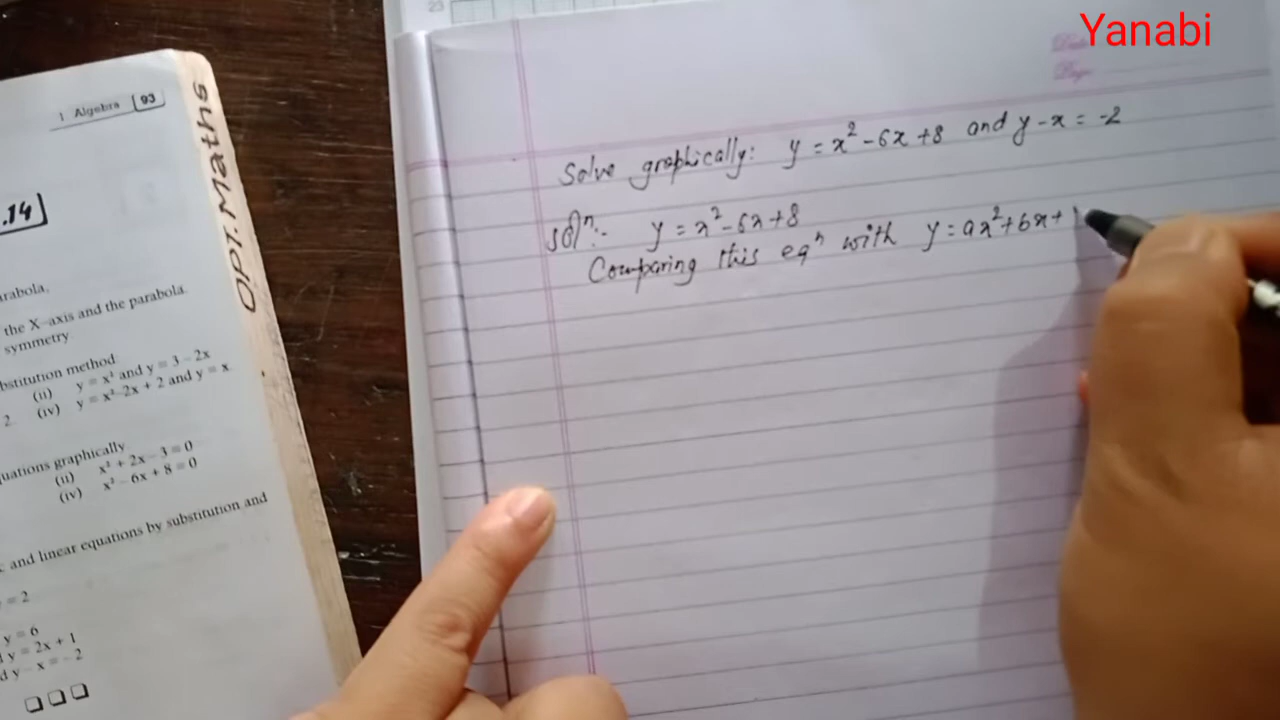 23
Yanabi
1 Algebra 93
.14
OPT. Maths
Solve graphically: y = x² - 6x + 8 and y - x = -2
Solⁿ:- y = x² - 6x + 8
Comparing this eqⁿ with y = ax² + bx +
arabola,
the X-axis and the parabola.
symmetry
bstitution method
(ii) y = x² and y = 3 - 2x
2. (iv) y = x² - 2x + 2 and y = x
quations graphically
(ii) x² + 2x - 3 = 0
(iv) x² - 6x + 8 = 0
and linear equations by substitution and
= 2
y = 6
d y = 2x + 1
d y - x = -2